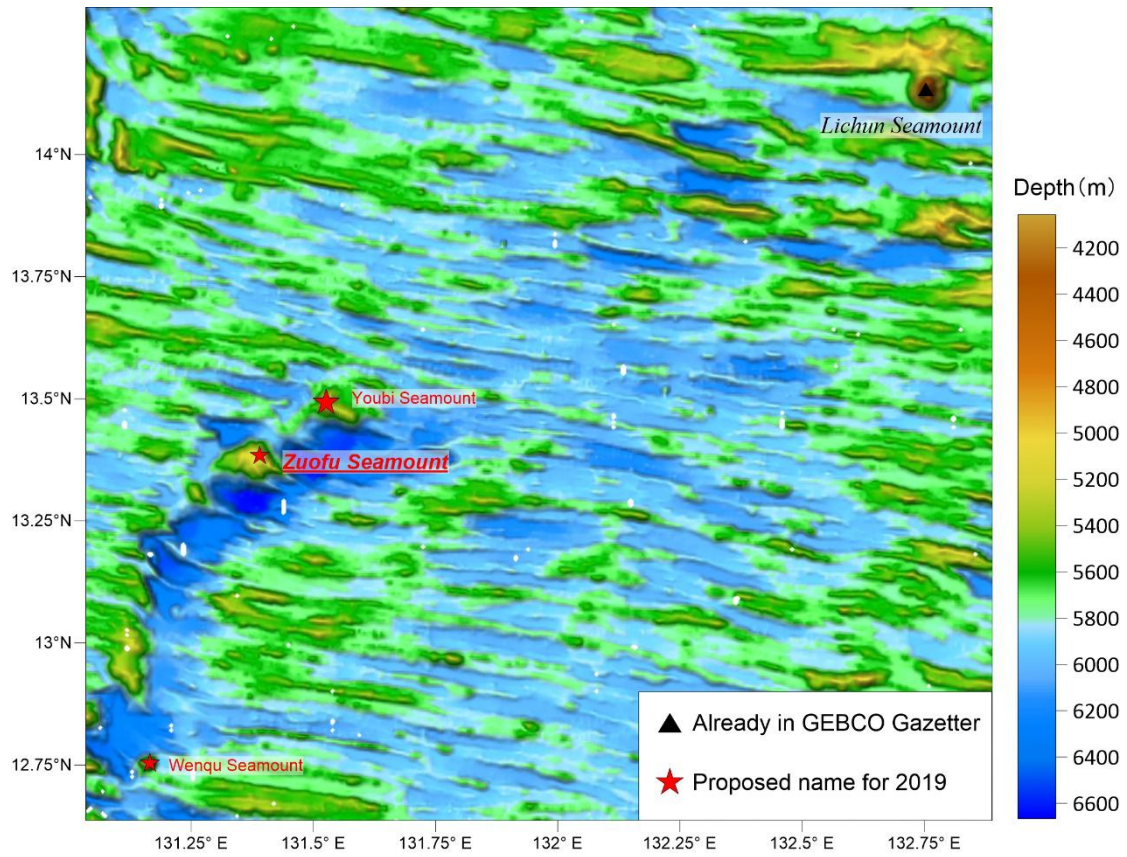 Lichun Seamount
14°N
13.75°N
13.5°N
13.25°N
13°N
12.75°N
Youbi Seamount
Zuofu Seamount
Wenqu Seamount
Already in GEBCO Gazetter
Proposed name for 2019
131.25° E
131.5° E
131.75° E
132° E
132.25° E
132.5° E
132.75° E
Depth(m)
4200
4400
4600
4800
5000
5200
5400
5600
5800
6000
6200
6400
6600